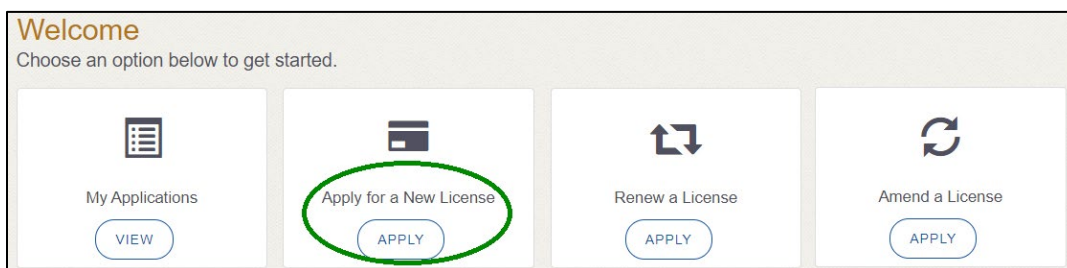 Welcome
Choose an option below to get started.
My Applications
Apply for a New License
Renew a License
Amend a License
VIEW
APPLY
APPLY
APPLY